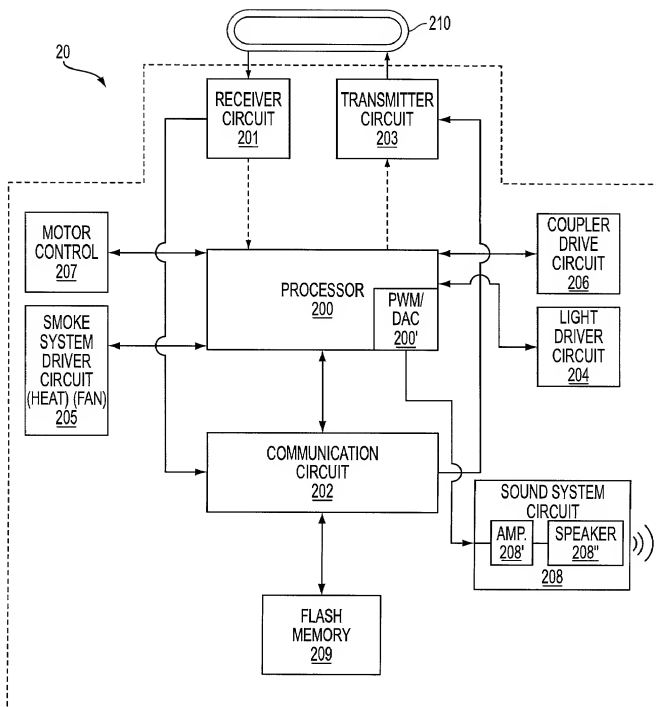 210
20
RECEIVER
CIRCUIT
201
TRANSMITTER
CIRCUIT
203
MOTOR
CONTROL
207
PROCESSOR
200
PWM/
DAC
200'
COUPLER
DRIVE
CIRCUIT
206
SMOKE
SYSTEM
DRIVER
CIRCUIT
(HEAT) (FAN)
205
LIGHT
DRIVER
CIRCUIT
204
COMMUNICATION
CIRCUIT
202
SOUND SYSTEM
CIRCUIT
AMP.
208'
SPEAKER
208"
208
FLASH
MEMORY
209